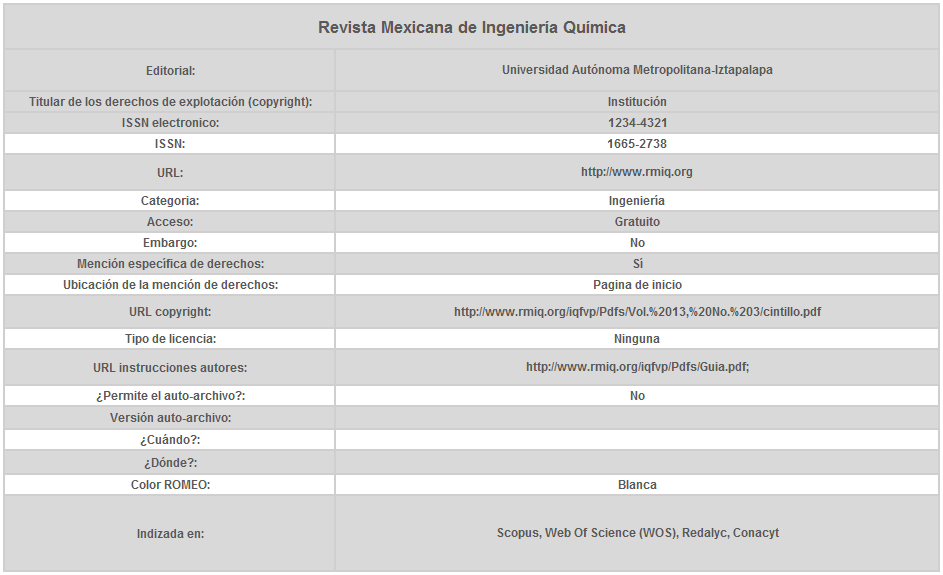 Revista Mexicana de Ingeniería Química
Editorial: Universidad Autónoma Metropolitana-Iztapalapa
Titular de los derechos de explotación (copyright): Institución
ISSN electronico: 1234-4321
ISSN: 1665-2738
URL: http://www.rmiq.org
Categoria: Ingeniería
Acceso: Gratuito
Embargo: No
Mención específica de derechos: Si
Ubicación de la mención de derechos: Pagina de inicio
URL copyright: http://www.rmiq.org/iqfvp/Pdfs/Vol.%2013,%20No.%203/cintillo.pdf
Tipo de licencia: Ninguna
URL instrucciones autores: http://www.rmiq.org/iqfvp/Pdfs/Guia.pdf;
¿Permite el auto-archivo?: No
Versión auto-archivo:
¿Cuándo?:
¿Dónde?:
Color ROMEO: Blanca
Indizada en: Scopus, Web Of Science (WOS), Redalyc, Conacyt